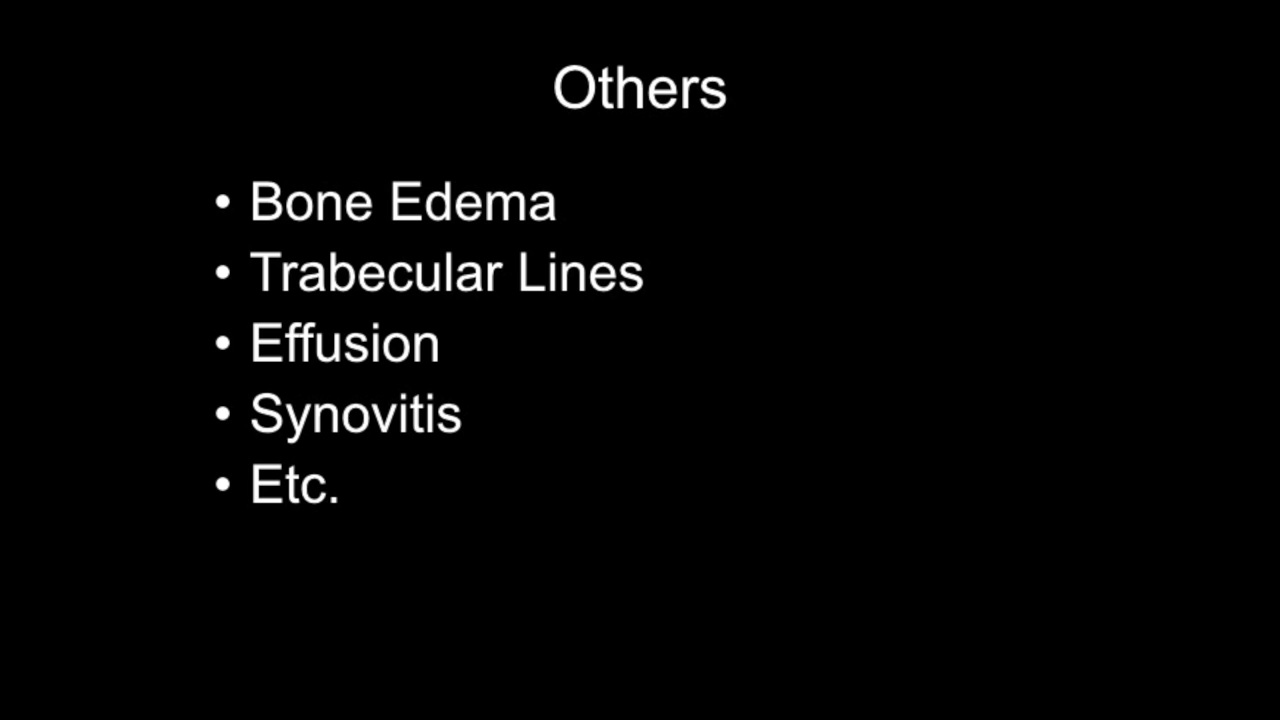 Others
• Bone Edema
• Trabecular Lines
• Effusion
• Synovitis
• Etc.